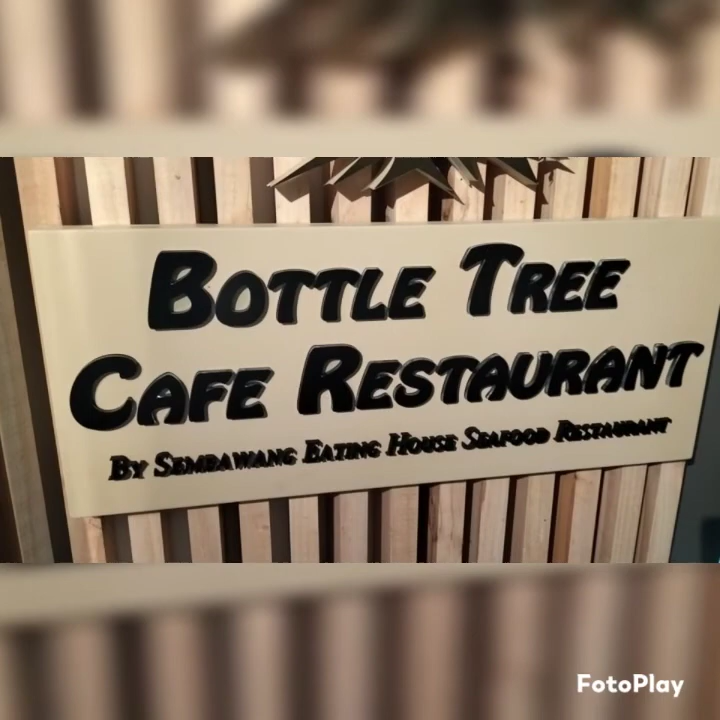 BOTTLE TREE
CAFE RESTAURANT
BY SEMBAWANG EATING HOUSE SEAFOOD RESTAURANT
FotoPlay